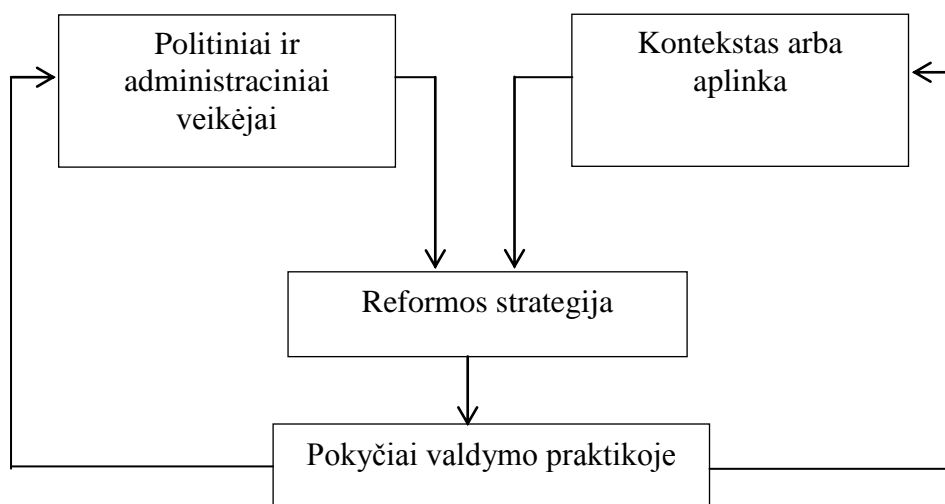 Politiniai ir
administraciniai
veikėjai
Kontekstas arba
aplinka
Reformos strategija
Pokyčiai valdymo praktikoje